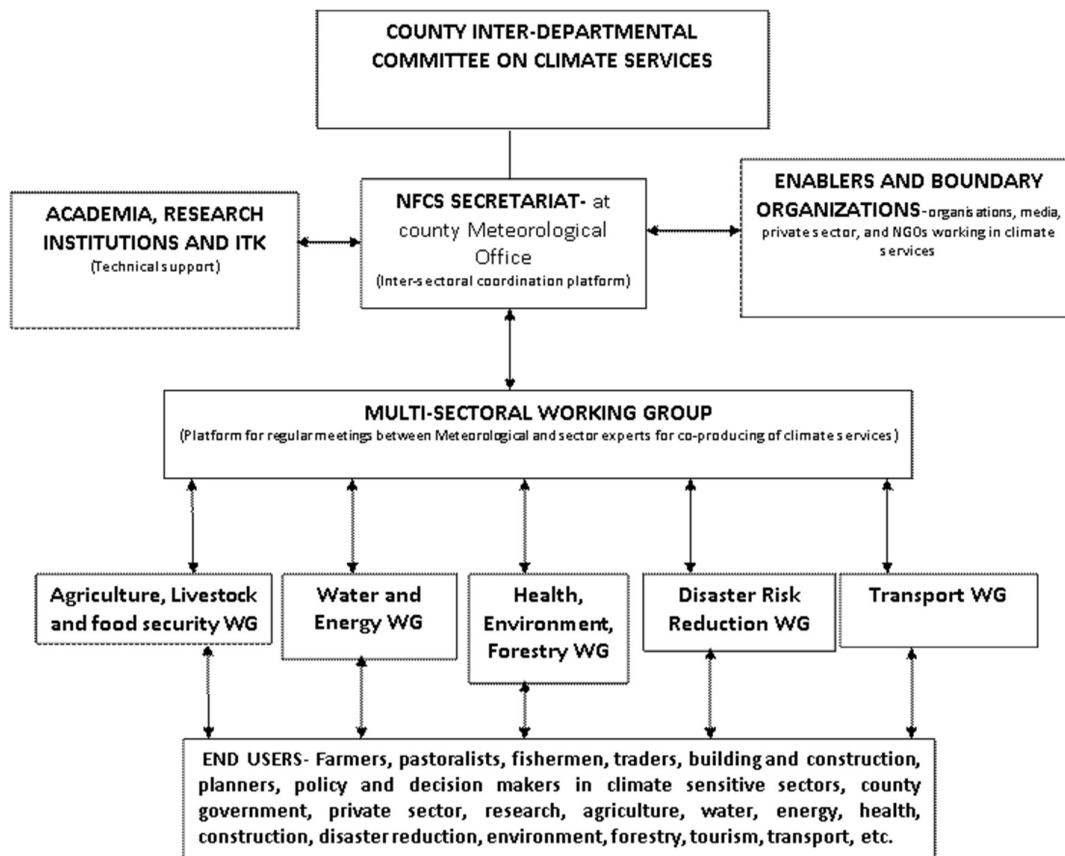 COUNTY INTER-DEPARTMENTAL
COMMITTEE ON CLIMATE SERVICES
ACADEMIA, RESEARCH
INSTITUTIONS AND ITK
(Technical support)
NFCS SECRETARIAT- at
county Meteorological
Office
(Inter-sectoral coordination platform)
ENABLERS AND BOUNDARY
ORGANIZATIONS-organisations, media,
private sector, and NGOs working in climate
services
MULTI-SECTORAL WORKING GROUP
(Platform for regular meetings between Meteorological and sector experts for co-producing of climate services)
Agriculture, Livestock
and food security WG
Water and
Energy WG
Health,
Environment,
Forestry WG
Disaster Risk
Reduction WG
Transport WG
END USERS- Farmers, pastoralists, fishermen, traders, building and construction,
planners, policy and decision makers in climate sensitive sectors, county
government, private sector, research, agriculture, water, energy, health,
construction, disaster reduction, environment, forestry, tourism, transport, etc.